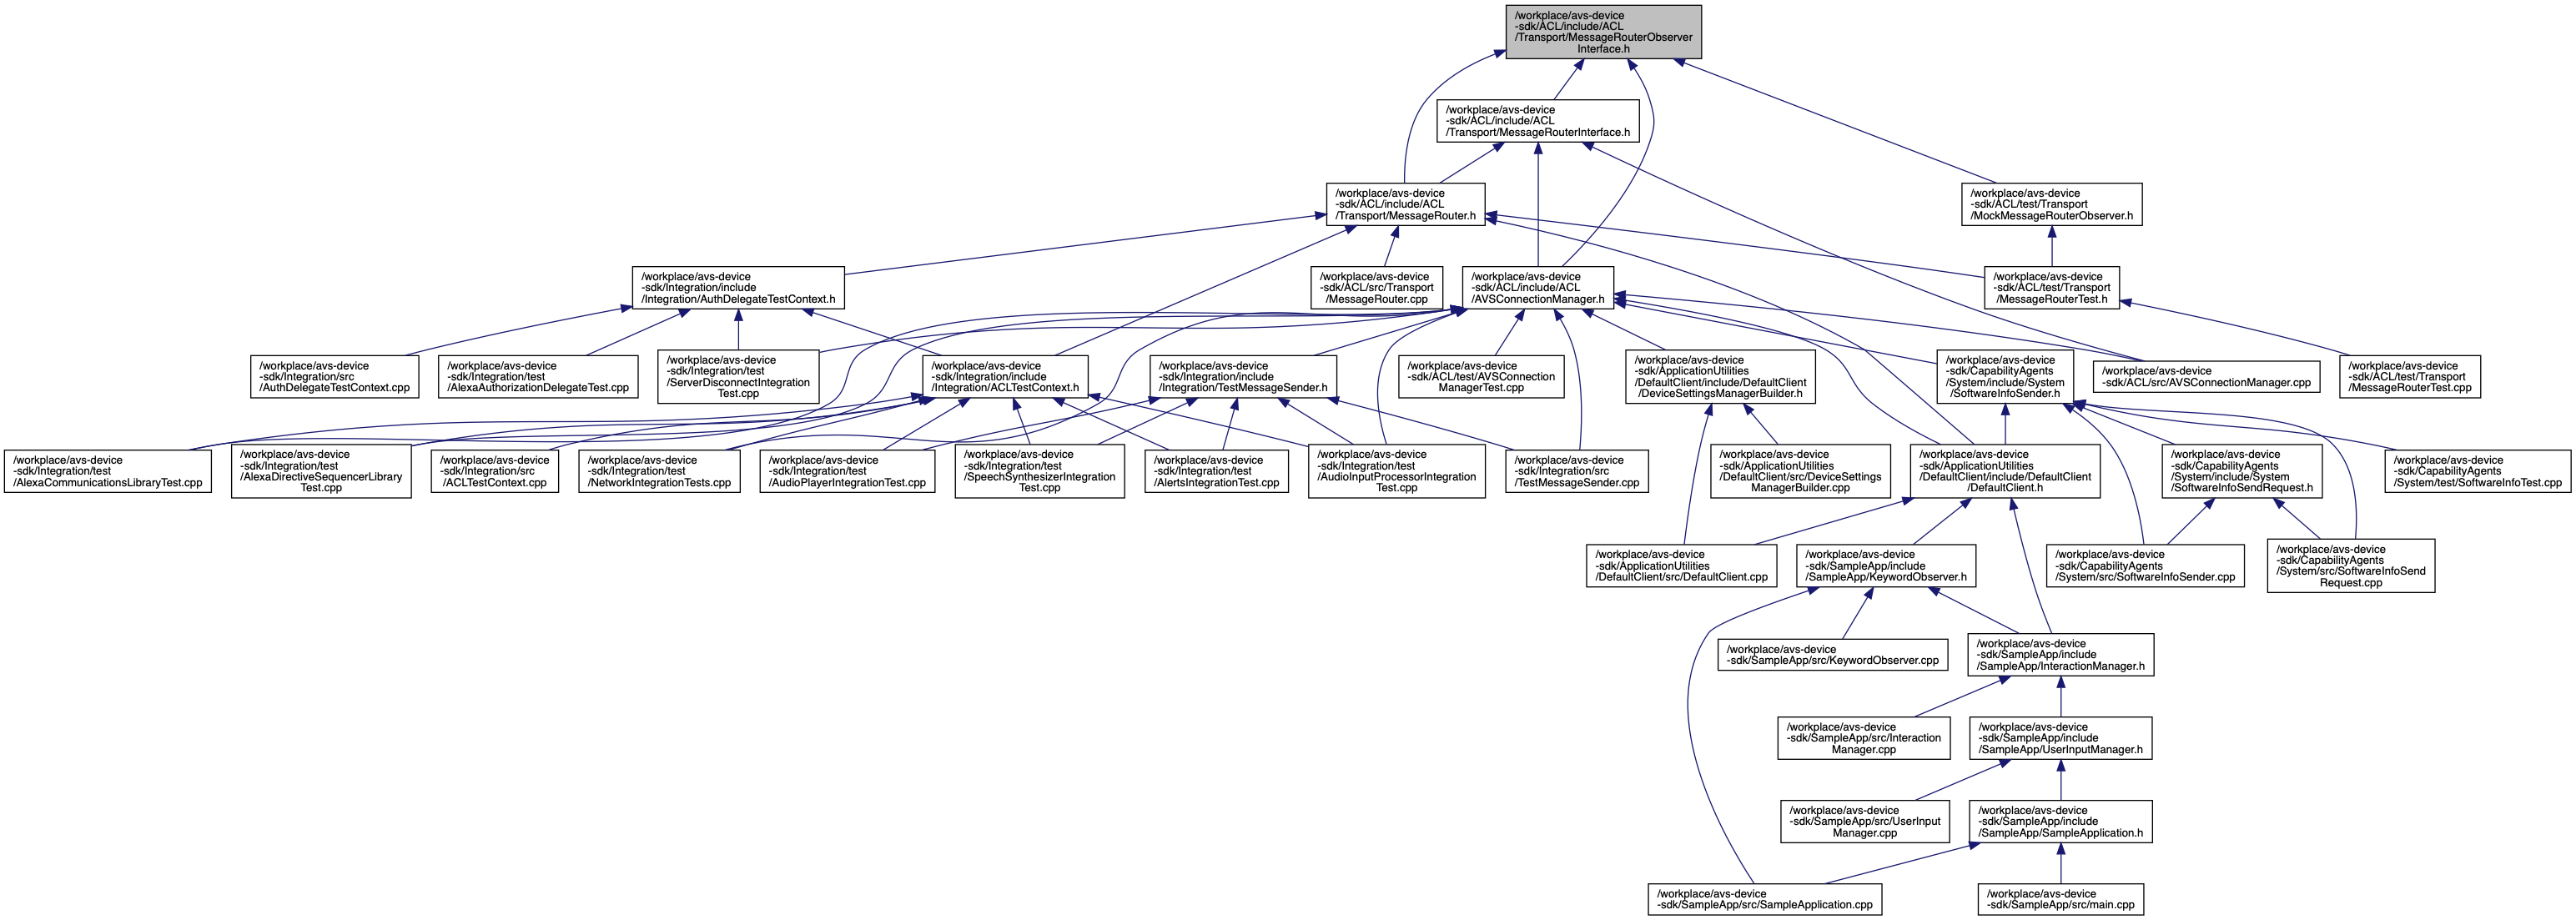 /workplace/avs-device
-sdk/ACL/include/ACL
/Transport/MessageRouterObserver
Interface.h
/workplace/avs-device
-sdk/ACL/include/ACL
/Transport/MessageRouterInterface.h
/workplace/avs-device
-sdk/ACL/include/ACL
/Transport/MessageRouter.h
/workplace/avs-device
-sdk/ACL/test/Transport
/MockMessageRouterObserver.h
/workplace/avs-device
-sdk/Integration/include
/Integration/AuthDelegateTestContext.h
/workplace/avs-device
-sdk/ACL/src/Transport
/MessageRouter.cpp
/workplace/avs-device
-sdk/ACL/include/ACL
/AVSConnectionManager.h
/workplace/avs-device
-sdk/ACL/test/Transport
/MessageRouterTest.h
/workplace/avs-device
-sdk/Integration/src
/AuthDelegateTestContext.cpp
/workplace/avs-device
-sdk/Integration/test
/AlexaAuthorizationDelegateTest.cpp
/workplace/avs-device
-sdk/Integration/test
/ServerDisconnectIntegration
Test.cpp
/workplace/avs-device
-sdk/Integration/include
/Integration/ACLTestContext.h
/workplace/avs-device
-sdk/Integration/include
/Integration/TestMessageSender.h
/workplace/avs-device
-sdk/ACL/test/AVSConnection
ManagerTest.cpp
/workplace/avs-device
-sdk/ApplicationUtilities
/DefaultClient/include/DefaultClient
/DeviceSettingsManagerBuilder.h
/workplace/avs-device
-sdk/CapabilityAgents
/System/include/System
/SoftwareInfoSender.h
/workplace/avs-device
-sdk/ACL/src/AVSConnectionManager.cpp
/workplace/avs-device
-sdk/ACL/test/Transport
/MessageRouterTest.cpp
/workplace/avs-device
-sdk/Integration/test
/AlexaCommunicationsLibraryTest.cpp
/workplace/avs-device
-sdk/Integration/test
/AlexaDirectiveSequencerLibrary
Test.cpp
/workplace/avs-device
-sdk/Integration/src
/ACLTestContext.cpp
/workplace/avs-device
-sdk/Integration/test
/NetworkIntegrationTests.cpp
/workplace/avs-device
-sdk/Integration/test
/AudioPlayerIntegrationTest.cpp
/workplace/avs-device
-sdk/Integration/test
/SpeechSynthesizerIntegration
Test.cpp
/workplace/avs-device
-sdk/Integration/test
/AlertsIntegrationTest.cpp
/workplace/avs-device
-sdk/Integration/test
/AudioInputProcessorIntegration
Test.cpp
/workplace/avs-device
-sdk/Integration/src
/TestMessageSender.cpp
/workplace/avs-device
-sdk/ApplicationUtilities
/DefaultClient/src/DeviceSettings
ManagerBuilder.cpp
/workplace/avs-device
-sdk/ApplicationUtilities
/DefaultClient/include/DefaultClient
/DefaultClient.h
/workplace/avs-device
-sdk/CapabilityAgents
/System/include/System
/SoftwareInfoSendRequest.h
/workplace/avs-device
-sdk/CapabilityAgents
/System/test/SoftwareInfoTest.cpp
/workplace/avs-device
-sdk/ApplicationUtilities
/DefaultClient/src/DefaultClient.cpp
/workplace/avs-device
-sdk/SampleApp/include
/SampleApp/KeywordObserver.h
/workplace/avs-device
-sdk/CapabilityAgents
/System/src/SoftwareInfoSender.cpp
/workplace/avs-device
-sdk/CapabilityAgents
/System/src/SoftwareInfoSend
Request.cpp
/workplace/avs-device
-sdk/SampleApp/src/KeywordObserver.cpp
/workplace/avs-device
-sdk/SampleApp/include
/SampleApp/InteractionManager.h
/workplace/avs-device
-sdk/SampleApp/src/Interaction
Manager.cpp
/workplace/avs-device
-sdk/SampleApp/include
/SampleApp/UserInputManager.h
/workplace/avs-device
-sdk/SampleApp/src/UserInput
Manager.cpp
/workplace/avs-device
-sdk/SampleApp/include
/SampleApp/SampleApplication.h
/workplace/avs-device
-sdk/SampleApp/src/SampleApplication.cpp
/workplace/avs-device
-sdk/SampleApp/src/main.cpp